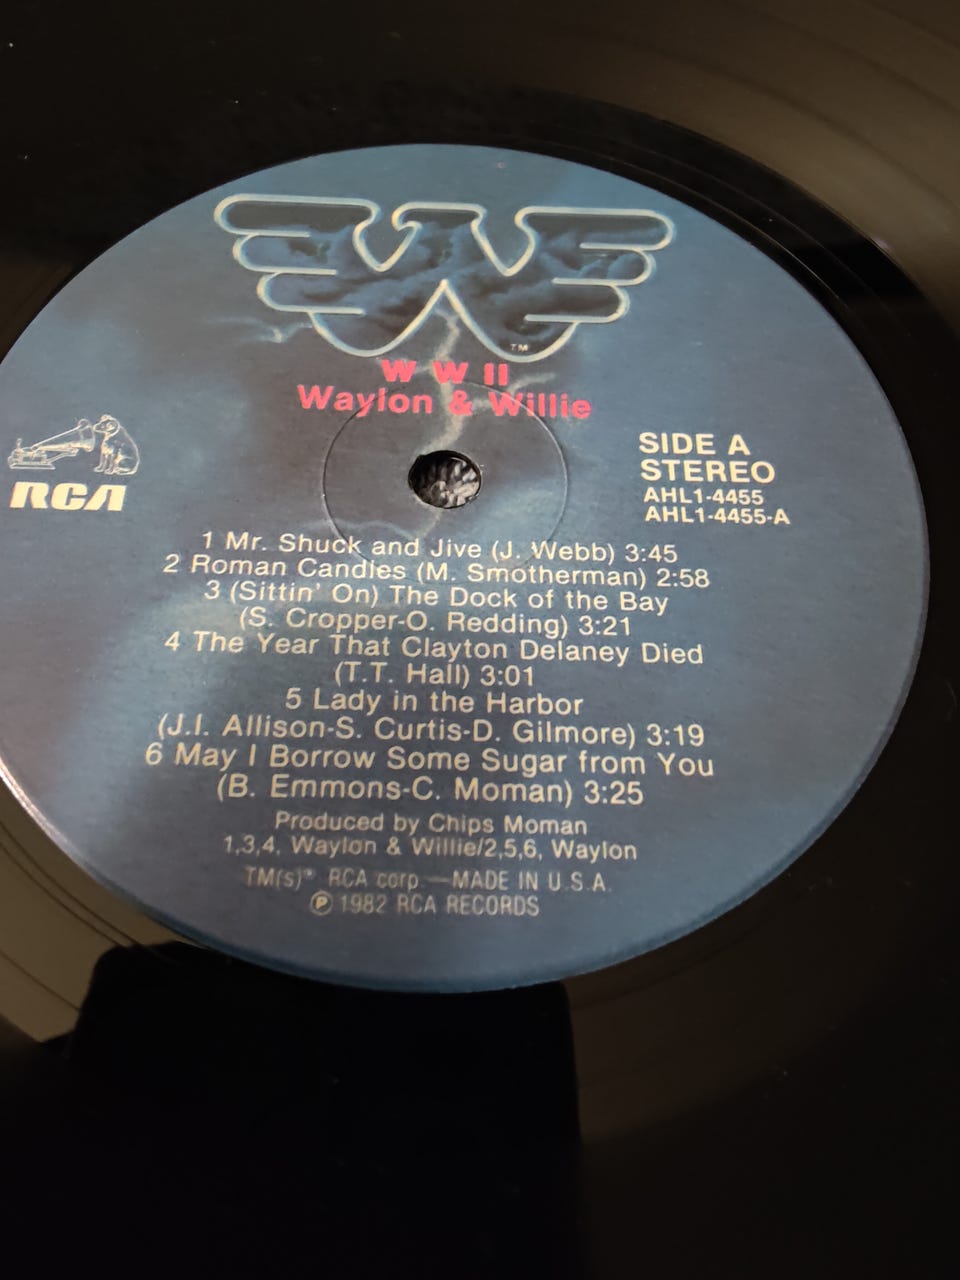 TM
W W II
Waylon & Willie
RCA
SIDE A
STEREO
AHL1-4455
AHL1-4455-A
1 Mr. Shuck and Jive (J. Webb) 3:45
2 Roman Candles (M. Smotherman) 2:58
3 (Sittin' On) The Dock of the Bay
(S. Cropper-O. Redding) 3:21
4 The Year That Clayton Delaney Died
(T.T. Hall) 3:01
5 Lady in the Harbor
(J.I. Allison-S. Curtis-D. Gilmore) 3:19
6 May I Borrow Some Sugar from You
(B. Emmons-C. Moman) 3:25
Produced by Chips Moman
1,3,4, Waylon & Willie/2,5,6, Waylon
TM(s)® RCA corp.—MADE IN U.S.A.
℗ 1982 RCA RECORDS